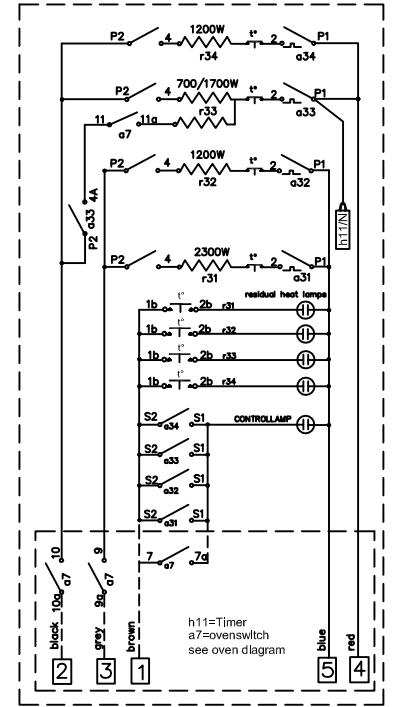 1200W
P2 4 t° 2 P1
r34 a34
700/1700W
P2 4 t° 2 P1
r33 a33
11 11a
a7
1200W
P2 4 t° 2 P1
r32 a32
4A
a33
P2
h11/N
2300W
P2 4 t° 2 P1
r31 a31
residual heat lamps
t°
1b 2b r31
t°
1b 2b r32
t°
1b 2b r33
t°
1b 2b r34
S2 S1 CONTROLLAMP
a34
S2 S1
a33
S2 S1
a32
S2 S1
a31
10 9
7 7a
a7
a7 a7
10a 9a
black grey brown blue red
h11=Timer
a7=ovenswitch
see oven diagram
2 3 1 5 4